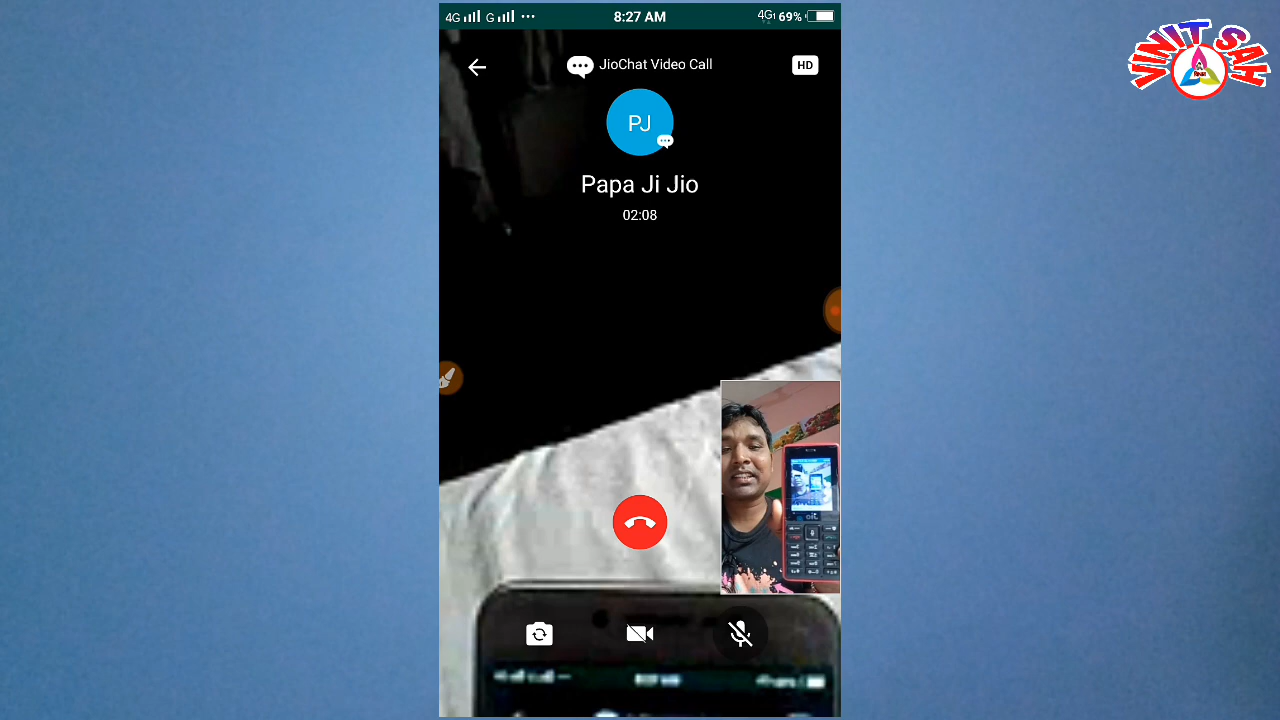 4G G ••• 8:27 AM 4G 69%
JioChat Video Call HD
PJ
Papa Ji Jio
02:08
VINIT SAH